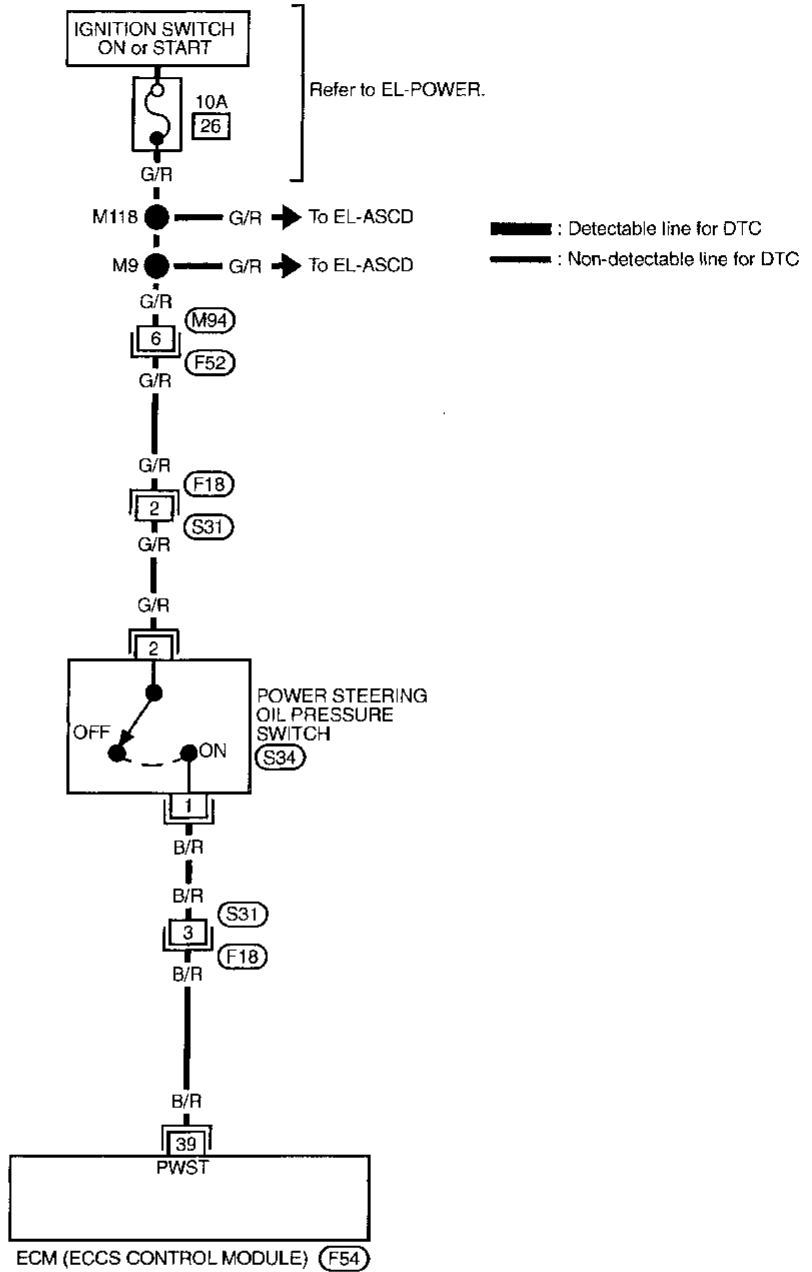 IGNITION SWITCH
ON or START
Refer to EL-POWER.
10A
26
G/R
M118
G/R
To EL-ASCD
: Detectable line for DTC
M9
G/R
To EL-ASCD
: Non-detectable line for DTC
G/R
M94
6
F52
G/R
G/R
F18
2
S31
G/R
G/R
2
POWER STEERING
OIL PRESSURE
SWITCH
S34
OFF
ON
1
B/R
B/R
S31
3
F18
B/R
B/R
39
PWST
ECM (ECCS CONTROL MODULE) F54